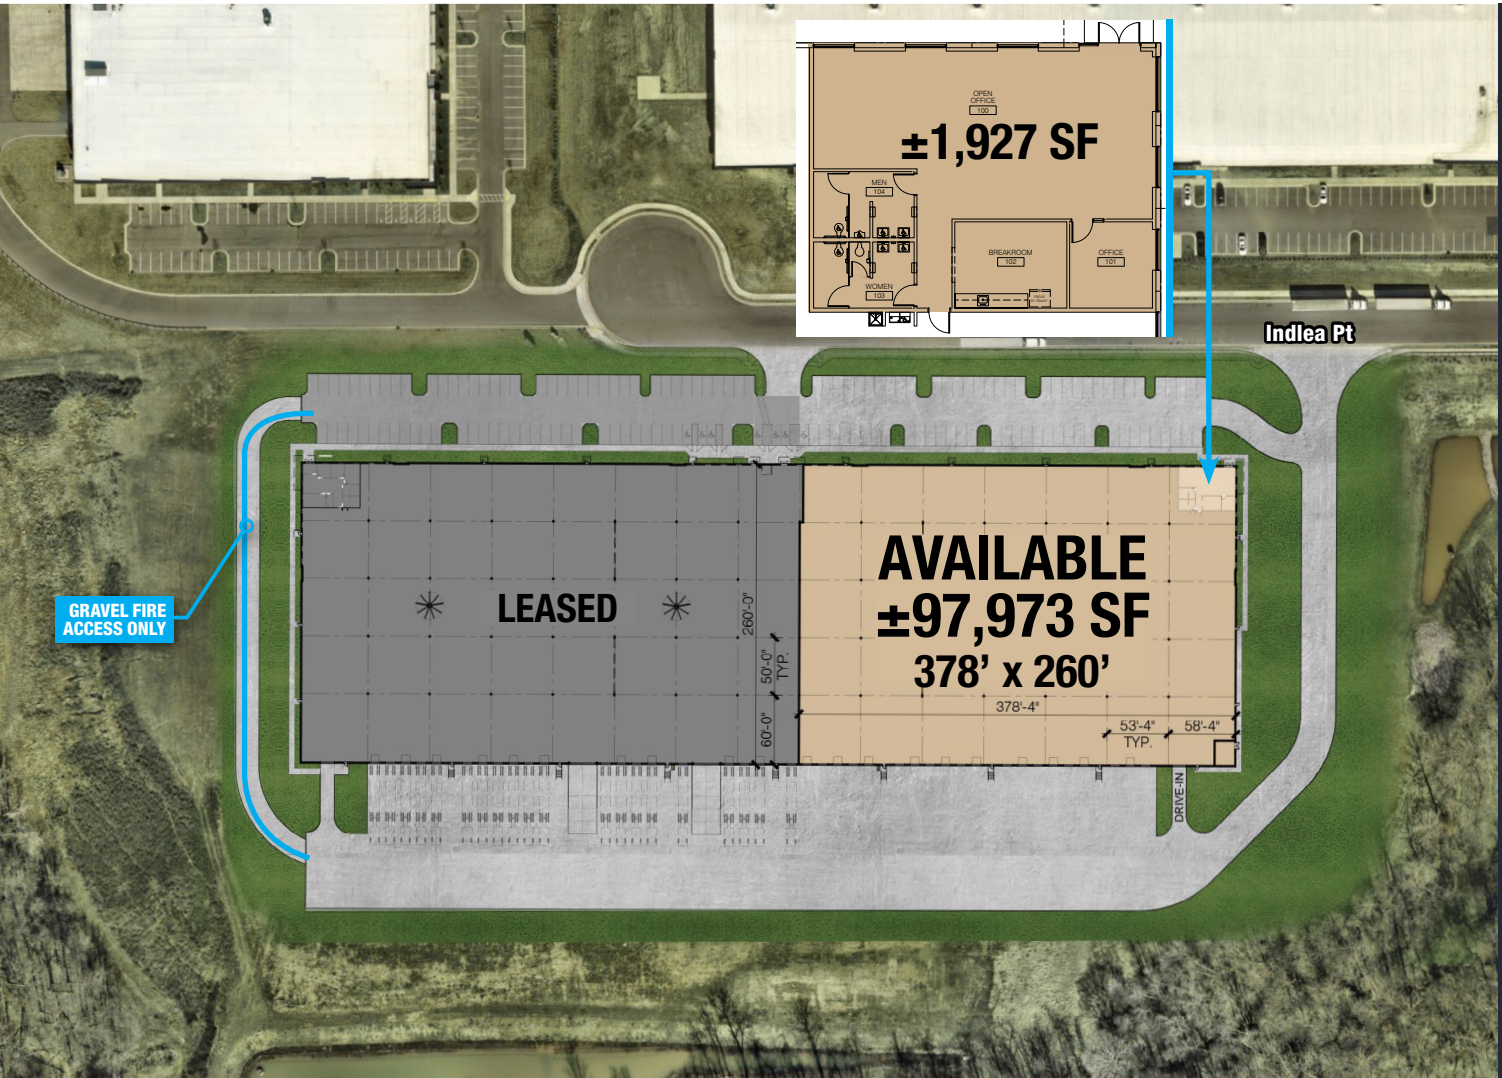 OPEN
OFFICE
100
±1,927 SF
MEN
104
BREAKROOM
102
OFFICE
101
WOMEN
103
Indlea Pt
GRAVEL FIRE
ACCESS ONLY
LEASED
260'-0"
50'-0"
TYP.
60'-0"
AVAILABLE
±97,973 SF
378' x 260'
378'-4"
53'-4"
TYP.
58'-4"
DRIVE-IN